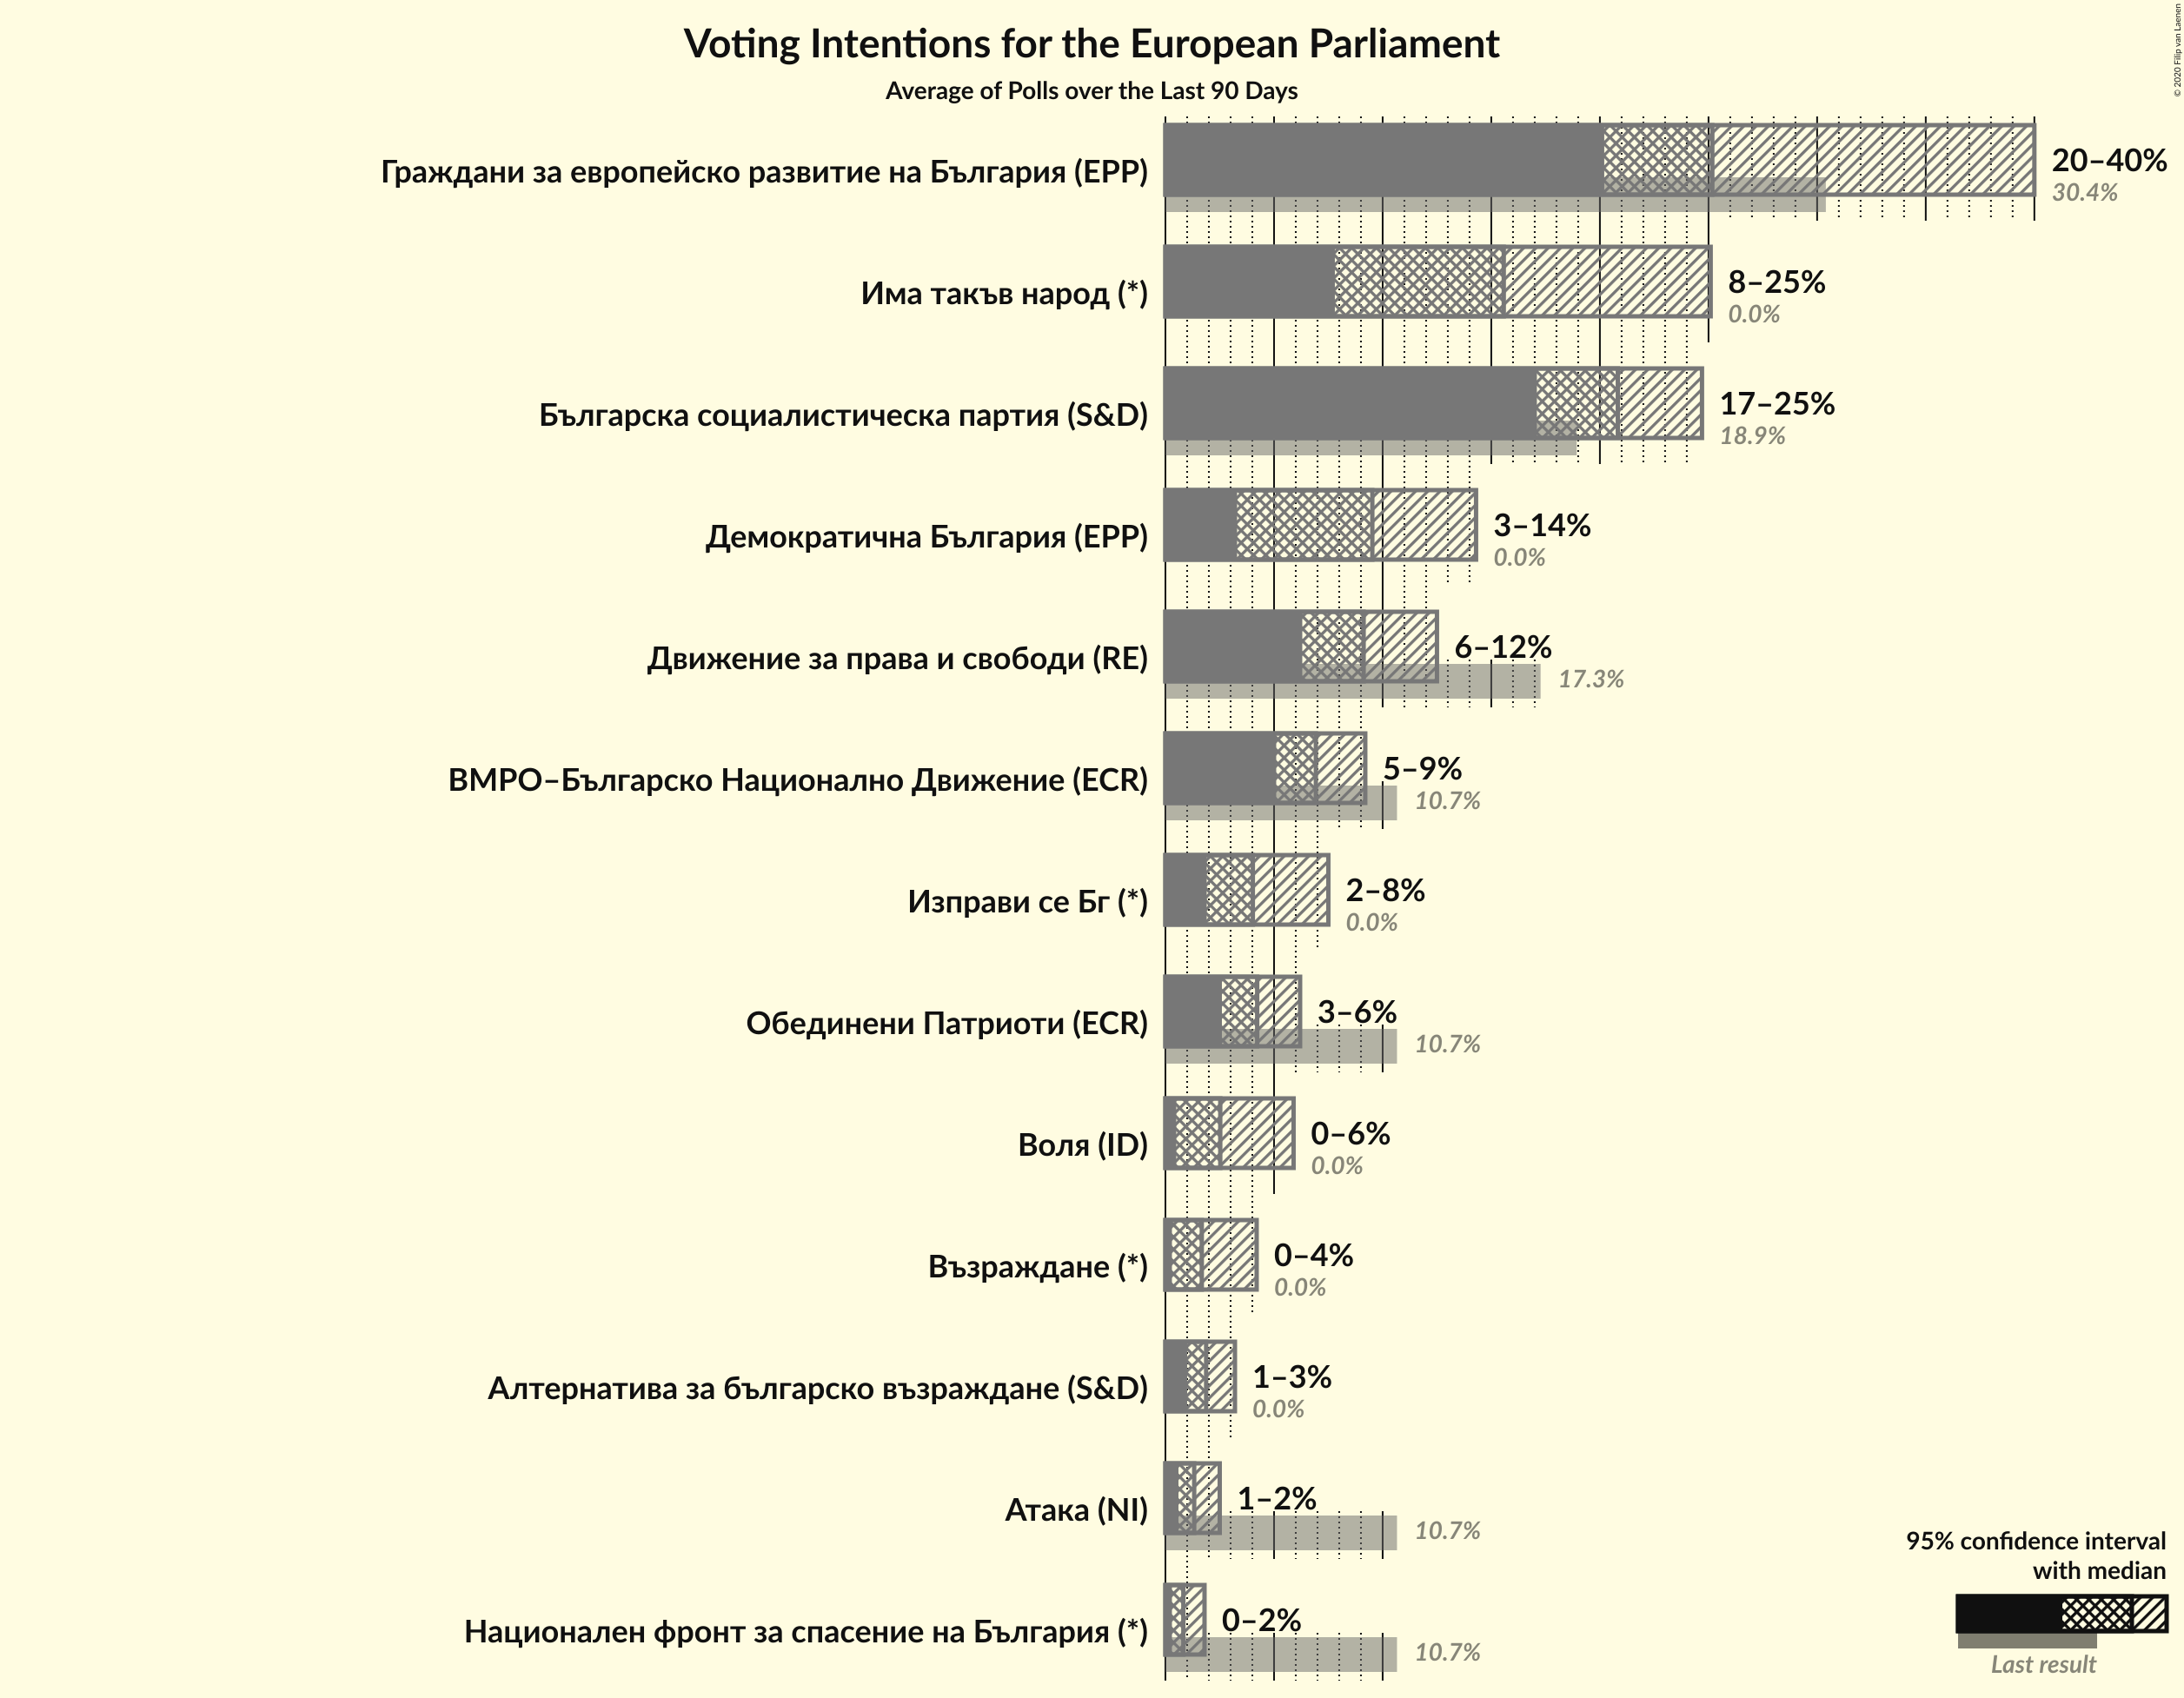 Voting Intentions for the European Parliament
Average of Polls over the Last 90 Days
© 2020 Filip van Laenen
Граждани за европейско развитие на България (EPP)
20–40%
30.4%
Има такъв народ (*)
8–25%
0.0%
Българска социалистическа партия (S&D)
17–25%
18.9%
Демократична България (EPP)
3–14%
0.0%
Движение за права и свободи (RE)
6–12%
17.3%
ВМРО–Българско Национално Движение (ECR)
5–9%
10.7%
Изправи се Бг (*)
2–8%
0.0%
Обединени Патриоти (ECR)
3–6%
10.7%
Воля (ID)
0–6%
0.0%
Възраждане (*)
0–4%
0.0%
Алтернатива за българско възраждане (S&D)
1–3%
0.0%
Атака (NI)
1–2%
10.7%
Национален фронт за спасение на България (*)
0–2%
10.7%
95% confidence interval
with median
Last result